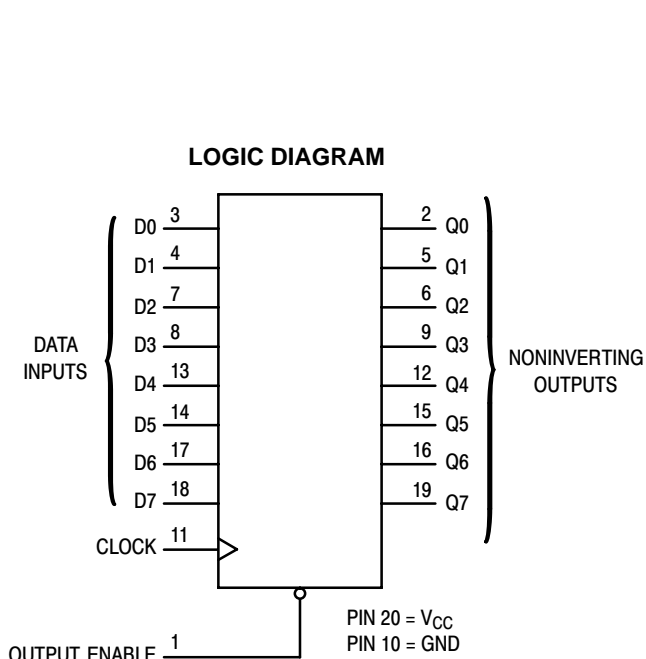 LOGIC DIAGRAM
D0 3
D1 4
D2 7
D3 8
D4 13
D5 14
D6 17
D7 18
DATA
INPUTS
CLOCK 11
OUTPUT ENABLE 1
2 Q0
5 Q1
6 Q2
9 Q3
12 Q4
15 Q5
16 Q6
19 Q7
NONINVERTING
OUTPUTS
PIN 20 = VCC
PIN 10 = GND